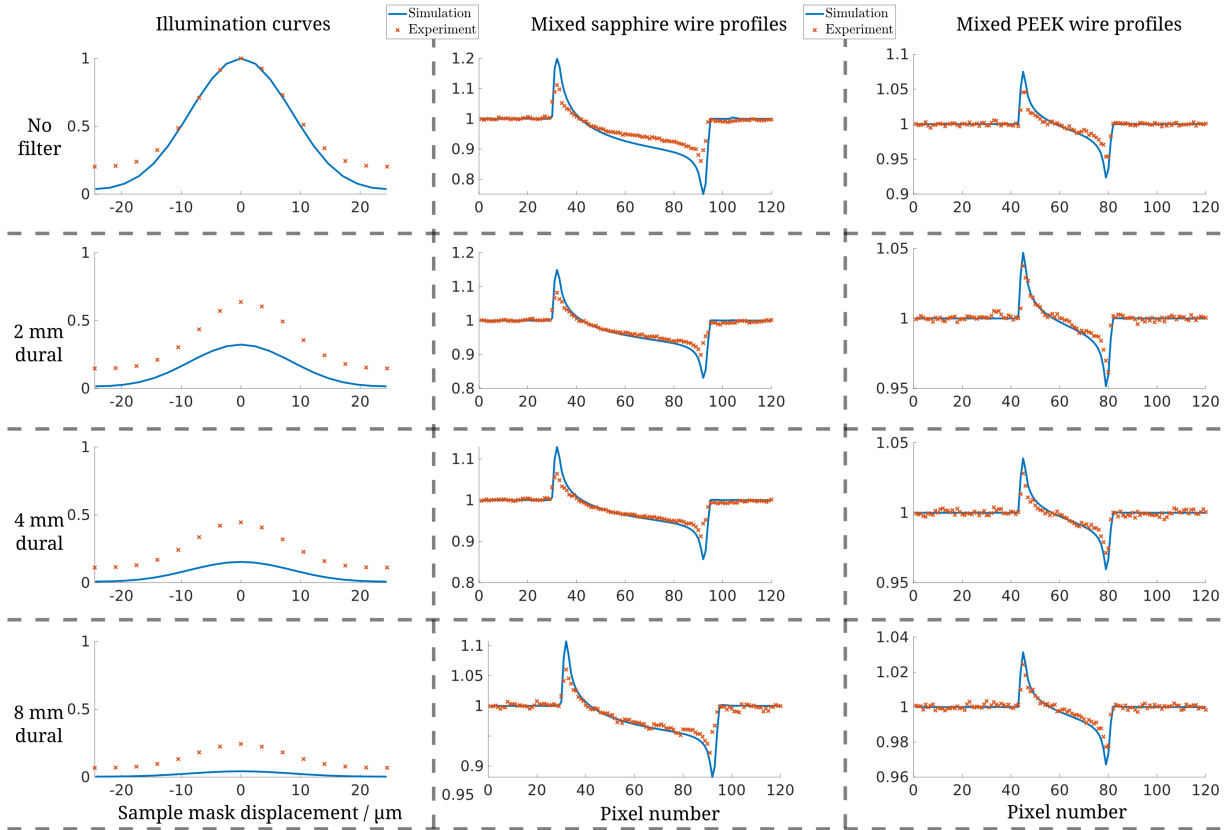 Illumination curves
Simulation
Experiment
Mixed sapphire wire profiles
Simulation
Experiment
Mixed PEEK wire profiles
No
filter
1
0.5
0
-20 -10 0 10 20
1.2
1.1
1
0.9
0.8
0 20 40 60 80 100 120
1.1
1.05
1
0.95
0.9
0 20 40 60 80 100 120
2 mm
dural
1
0.5
0
-20 -10 0 10 20
1.2
1.1
1
0.9
0.8
0 20 40 60 80 100 120
1.05
1
0.95
0 20 40 60 80 100 120
4 mm
dural
1
0.5
0
-20 -10 0 10 20
1.1
1
0.9
0.8
0 20 40 60 80 100 120
1.05
1
0.95
0 20 40 60 80 100 120
8 mm
dural
1
0.5
0
-20 -10 0 10 20
Sample mask displacement / μm
1.1
1.05
1
0.9
0.95
0 20 40 60 80 100 120
Pixel number
1.04
1.02
1
0.98
0.96
0 20 40 60 80 100 120
Pixel number